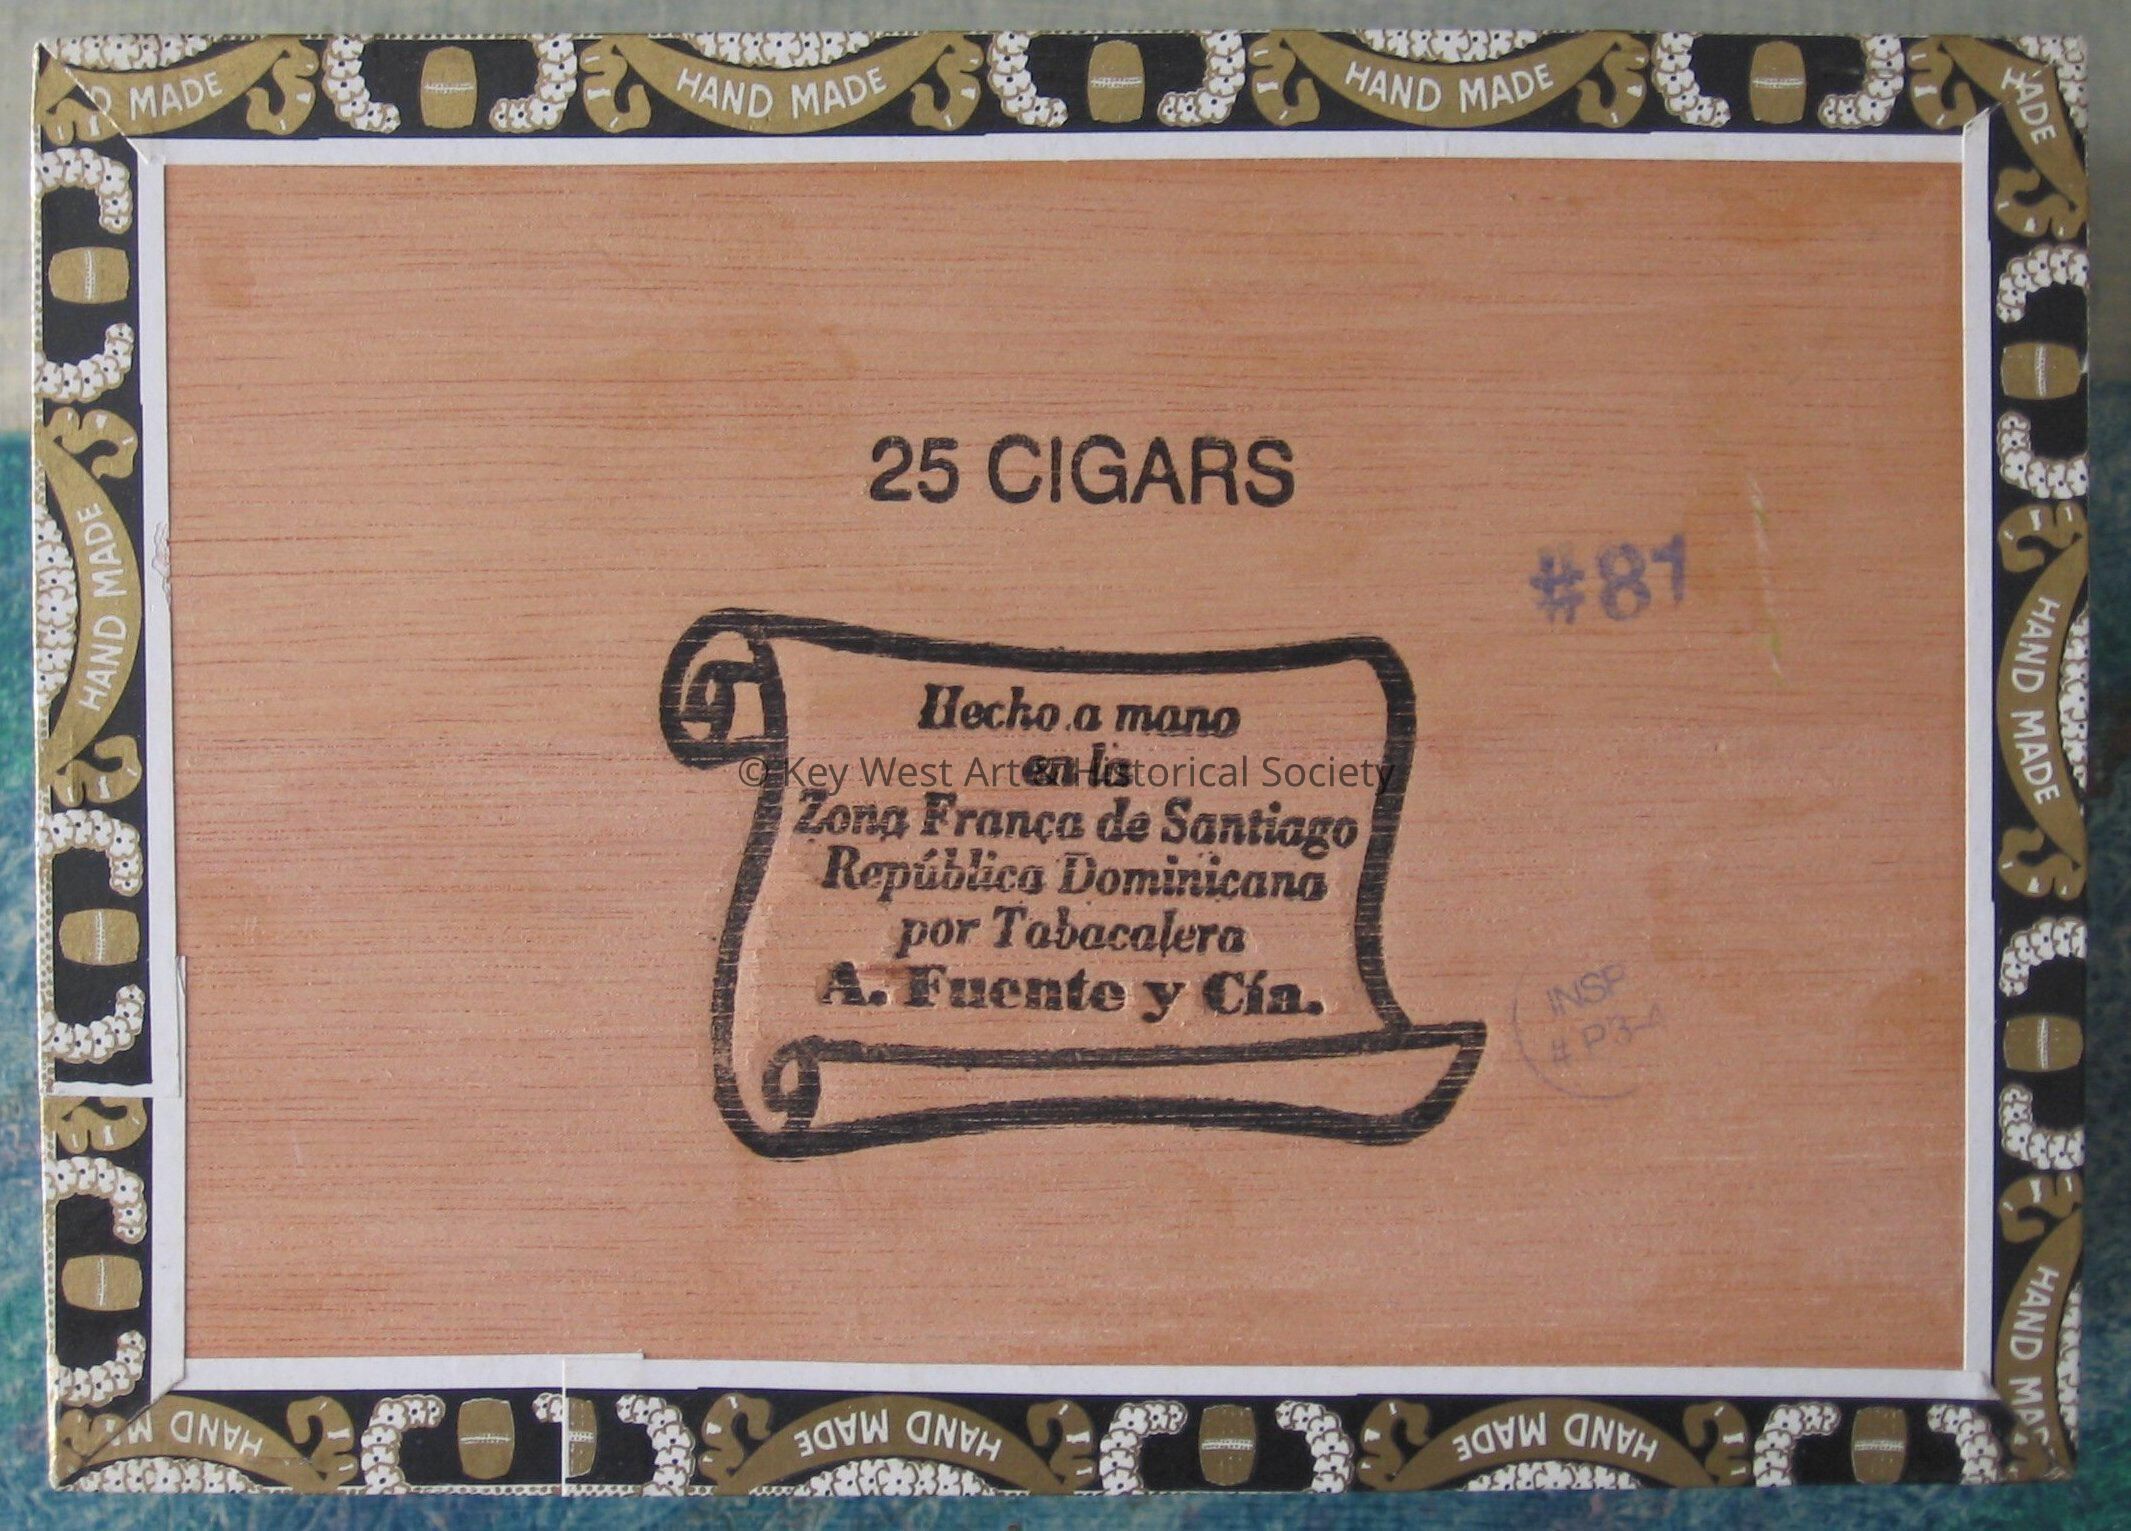 D MADE
HAND MADE
HAND MADE
ADE
HAND MADE
HAND MADE
HAND MADE
25 CIGARS
#81
Hecho a mano
en la
Zona Franca de Santiago
República Dominicana
por Tabacalera
A. Fuente y Cía.
© Key West Art & Historical Society
INSP
# P3-4
HAND MA
HAND MADE
HAND MADE